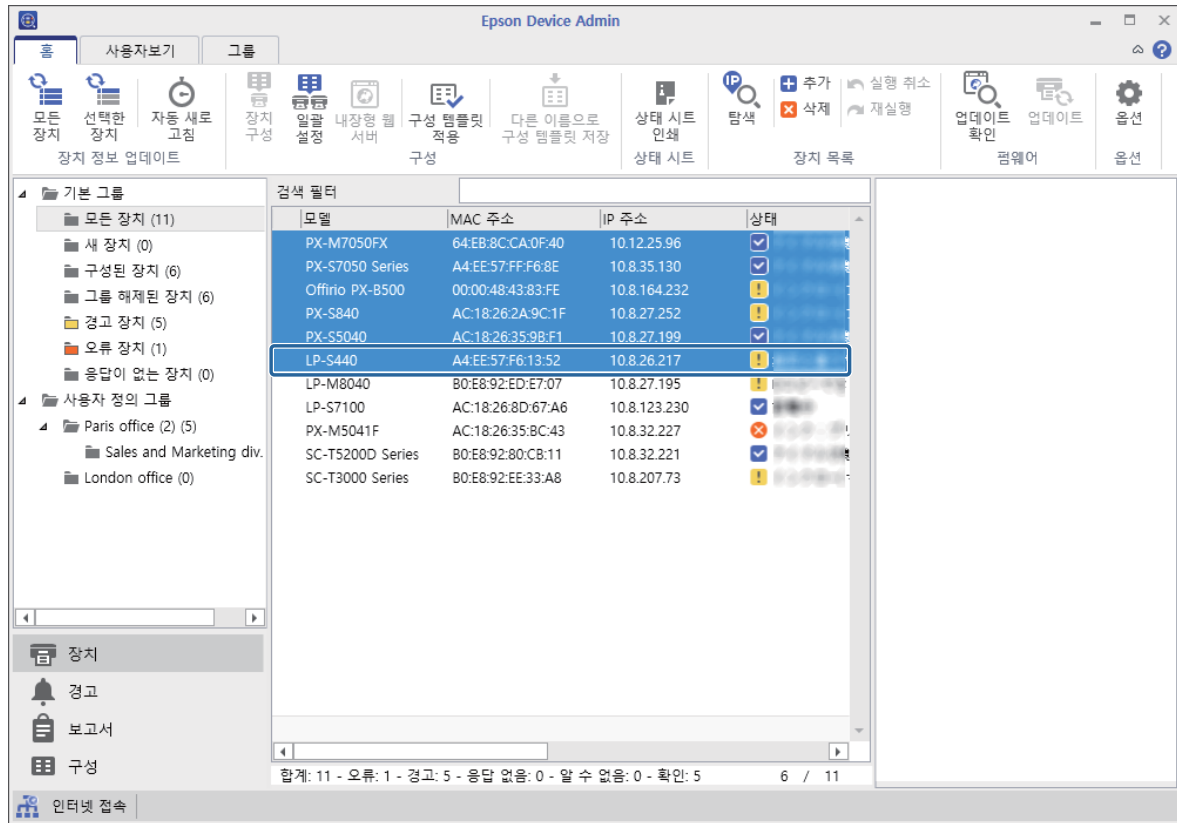 Epson Device Admin
홈 사용자보기 그룹
모든 장치
선택한 장치
자동 새로 고침
장치 정보 업데이트
장치 구성
일괄 설정
내장형 웹 서버
구성 템플릿 적용
다른 이름으로 구성 템플릿 저장
구성
상태 시트 인쇄
상태 시트
IP
탐색
추가
삭제
실행 취소
재실행
장치 목록
업데이트 확인
업데이트
펌웨어
옵션
옵션
기본 그룹
모든 장치 (11)
새 장치 (0)
구성된 장치 (6)
그룹 해제된 장치 (6)
경고 장치 (5)
오류 장치 (1)
응답이 없는 장치 (0)
사용자 정의 그룹
Paris office (2) (5)
Sales and Marketing div.
London office (0)
장치
경고
보고서
구성
검색 필터
모델 MAC 주소 IP 주소 상태
PX-M7050FX 64:EB:8C:CA:0F:40 10.12.25.96
PX-S7050 Series A4:EE:57:FF:F6:8E 10.8.35.130
Offirio PX-B500 00:00:48:43:83:FE 10.8.164.232
PX-S840 AC:18:26:2A:9C:1F 10.8.27.252
PX-S5040 AC:18:26:35:9B:F1 10.8.27.199
LP-S440 A4:EE:57:F6:13:52 10.8.26.217
LP-M8040 B0:E8:92:ED:E7:07 10.8.27.195
LP-S7100 AC:18:26:8D:67:A6 10.8.123.230
PX-M5041F AC:18:26:35:BC:43 10.8.32.227
SC-T5200D Series B0:E8:92:80:CB:11 10.8.32.221
SC-T3000 Series B0:E8:92:EE:33:A8 10.8.207.73
합계: 11 - 오류: 1 - 경고: 5 - 응답 없음: 0 - 알 수 없음: 0 - 확인: 5 6 / 11
인터넷 접속